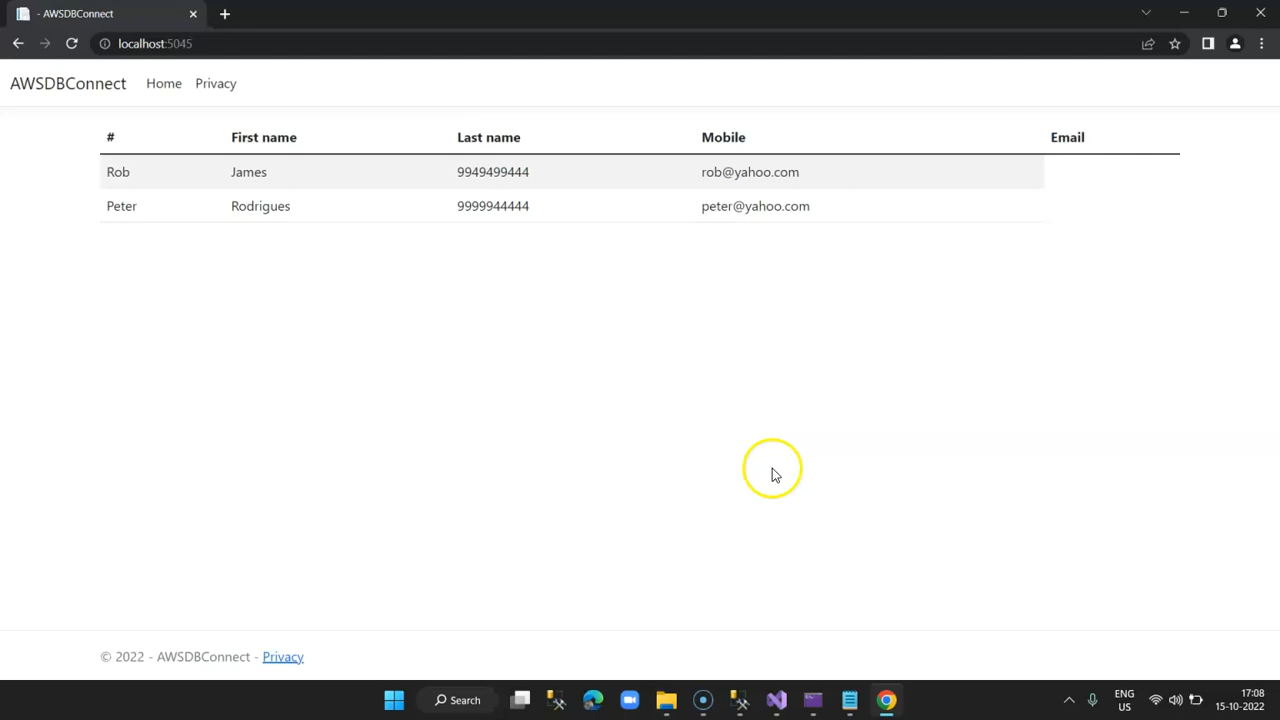 - AWSDBConnect
localhost:5045
AWSDBConnect Home Privacy
# First name Last name Mobile Email
Rob James 9949499444 rob@yahoo.com
Peter Rodrigues 9999944444 peter@yahoo.com
© 2022 - AWSDBConnect - Privacy
Search
ENG
US
17:08
15-10-2022